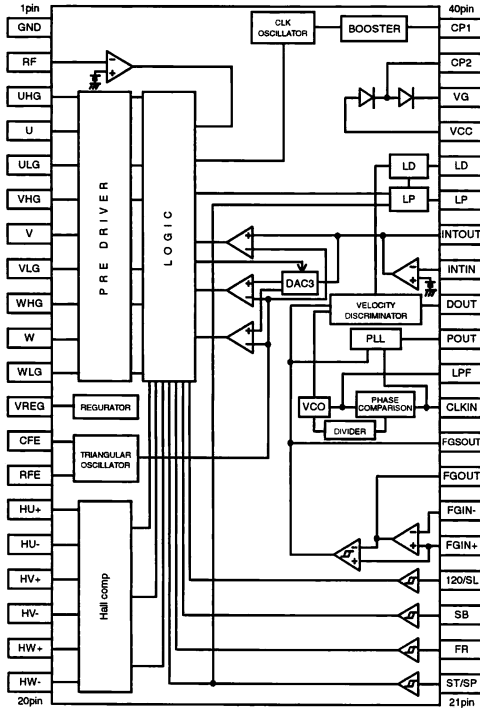 1pin
GND
RF
UHG
U
ULG
VHG
V
VLG
WHG
W
WLG
VREG
CFE
RFE
HU+
HU-
HV+
HV-
HW+
HW-
20pin
PRE DRIVER
LOGIC
REGURATOR
TRIANGULAR
OSCILLATOR
Hall comp
CLK
OSCILLATOR
BOOSTER
LD
LP
DAC3
VELOCITY
DISCRIMINATOR
PLL
VCO
PHASE
COMPARISON
DIVIDER
40pin
CP1
CP2
VG
VCC
LD
LP
INTOUT
INTIN
DOUT
POUT
LPF
CLKIN
FGSOUT
FGOUT
FGIN-
FGIN+
120/SL
SB
FR
ST/SP
21pin